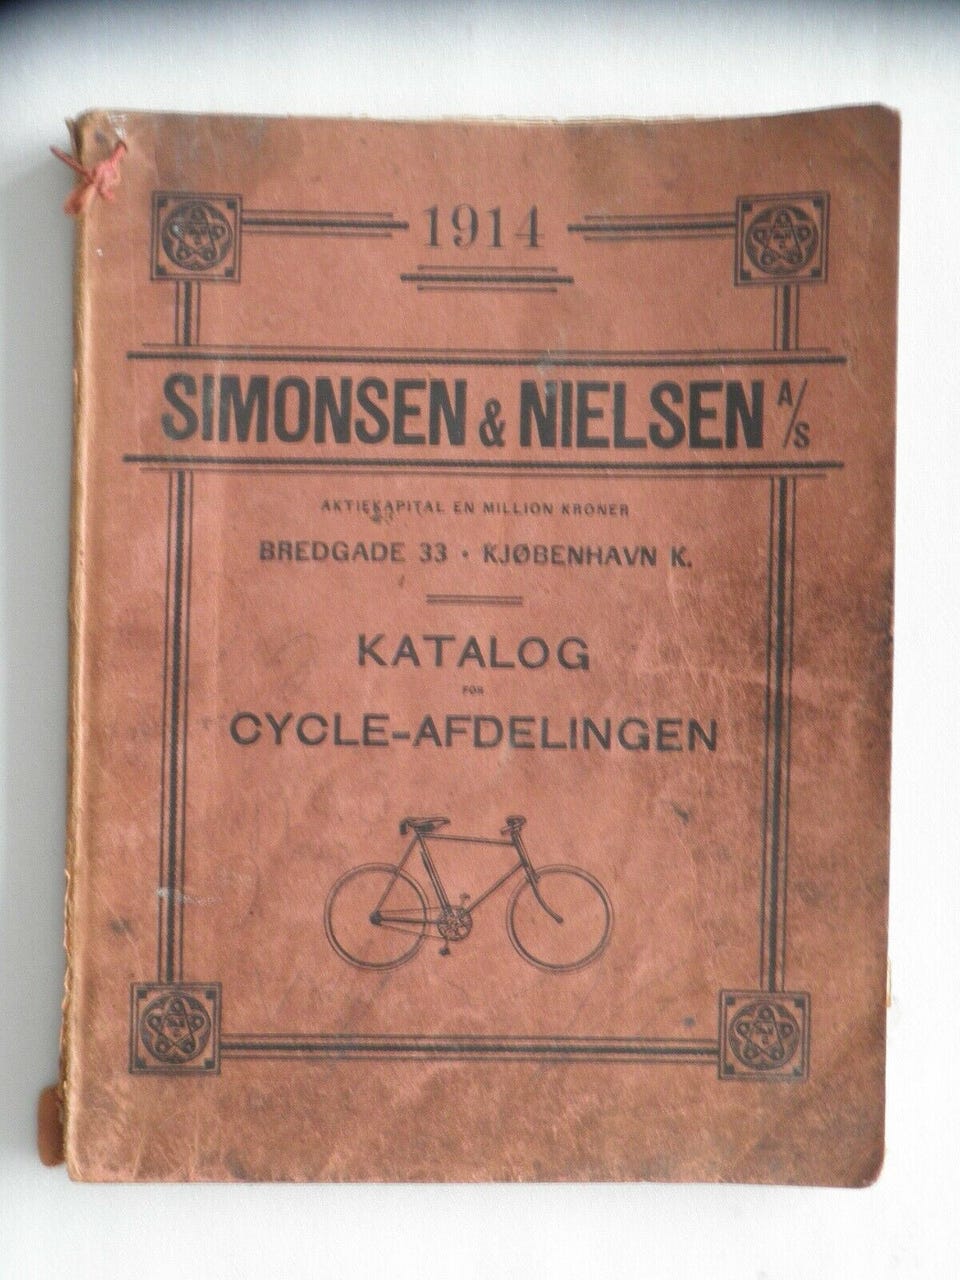 1914
SIMONSEN & NIELSEN A/S
AKTIEKAPITAL EN MILLION KRONER
BREDGADE 33 · KJØBENHAVN K.
KATALOG
FOR
CYCLE-AFDELINGEN